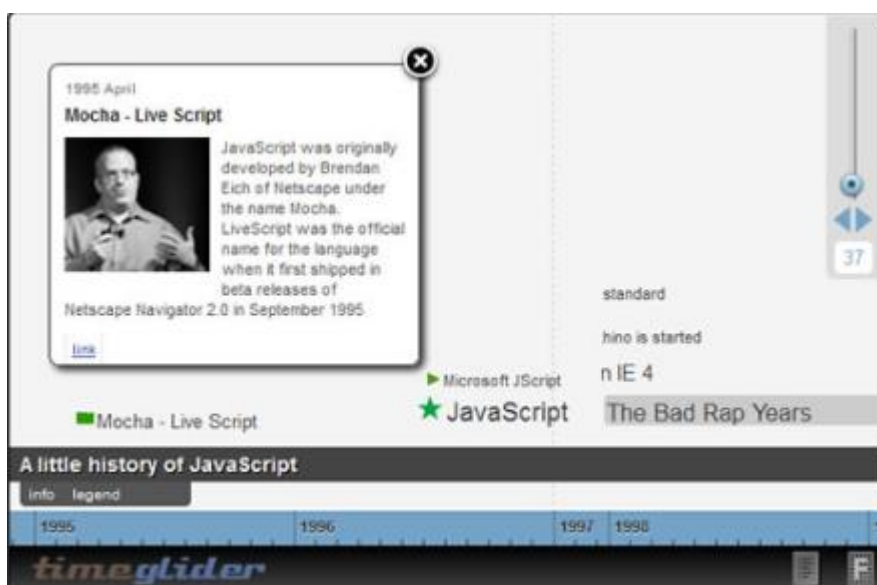 1995 April
Mocha - Live Script
JavaScript was originally
developed by Brendan
Eich of Netscape under
the name Mocha.
LiveScript was the official
name for the language
when it first shipped in
beta releases of
Netscape Navigator 2.0 in September 1995
link
37
standard
hino is started
n IE 4
Microsoft JScript
JavaScript
The Bad Rap Years
Mocha - Live Script
A little history of JavaScript
info legend
1995 1996 1997 1998
timeglider
F